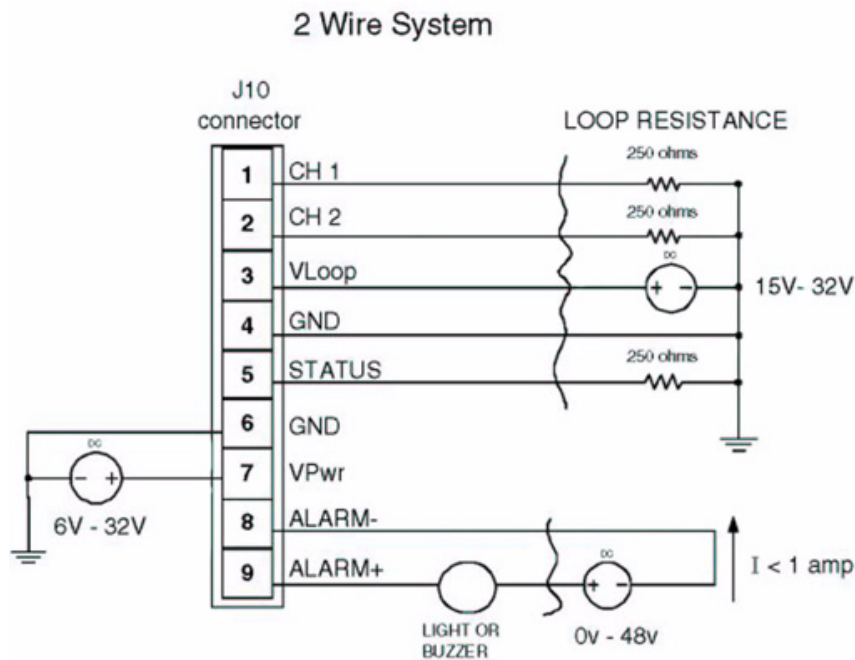 2 Wire System
J10
connector
LOOP RESISTANCE
250 ohms
1 CH 1
250 ohms
2 CH 2
DC
3 VLoop
+ -
15V- 32V
4 GND
250 ohms
5 STATUS
6 GND
DC
- +
7 VPwr
6V - 32V
8 ALARM-
9 ALARM+
DC
+ -
I < 1 amp
LIGHT OR
BUZZER
0v - 48v